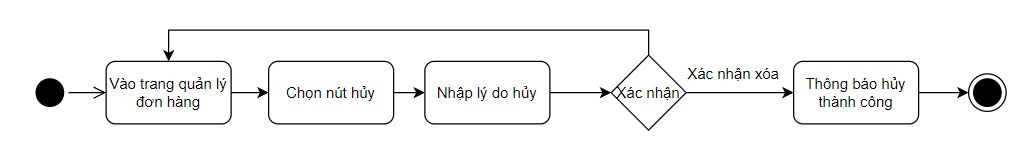 Vào trang quản lý
đơn hàng
Chọn nút hủy
Nhập lý do hủy
Xác nhận
Xác nhận xóa
Thông báo hủy
thành công